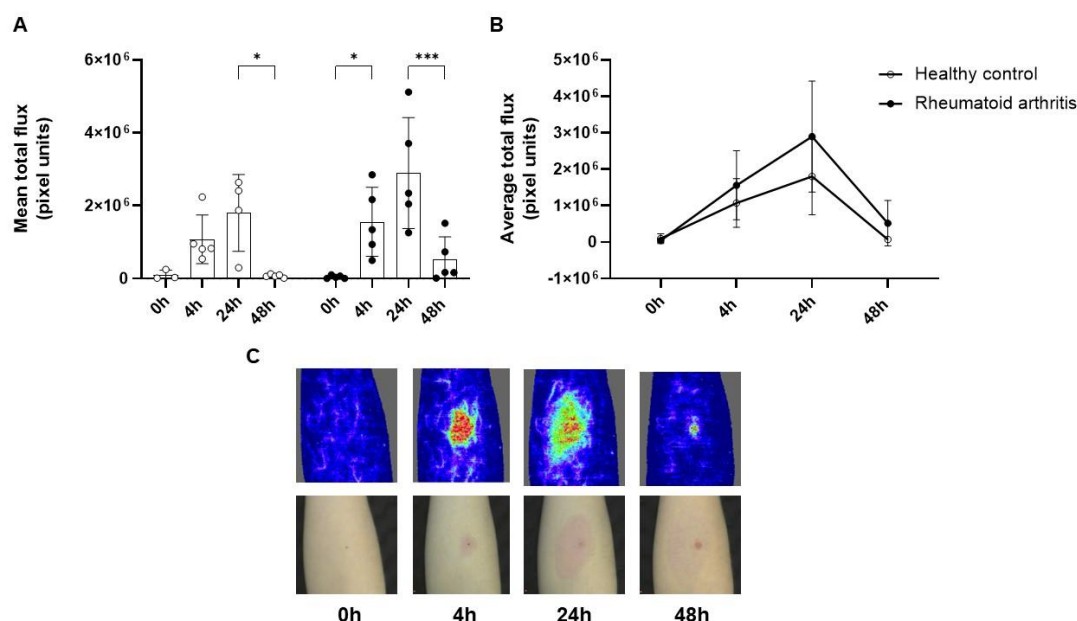 A
Mean total flux
(pixel units)
6×10⁶
4×10⁶
2×10⁶
0
*
*
***
0h
4h
24h
48h
0h
4h
24h
48h
B
Average total flux
(pixel units)
5×10⁶
4×10⁶
3×10⁶
2×10⁶
1×10⁶
0
-1×10⁶
0h
4h
24h
48h
Healthy control
Rheumatoid arthritis
C
0h
4h
24h
48h